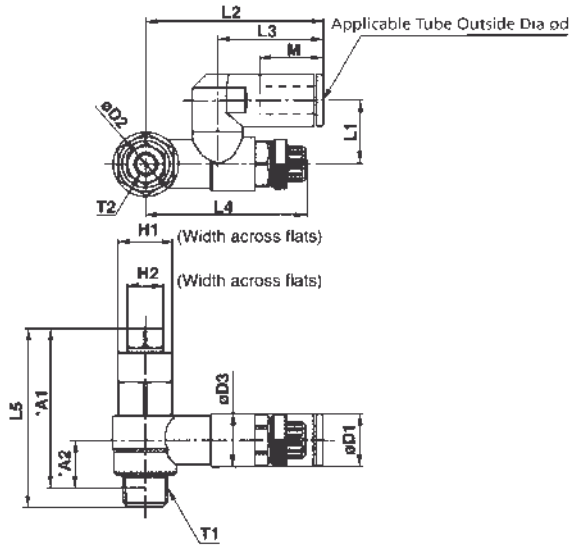 L2
L3
Applicable Tube Outside Dia ød
M
øD2
L1
T2
L4
H1
(Width across flats)
H2
(Width across flats)
L5
*A1
*A2
øD3
øD1
T1